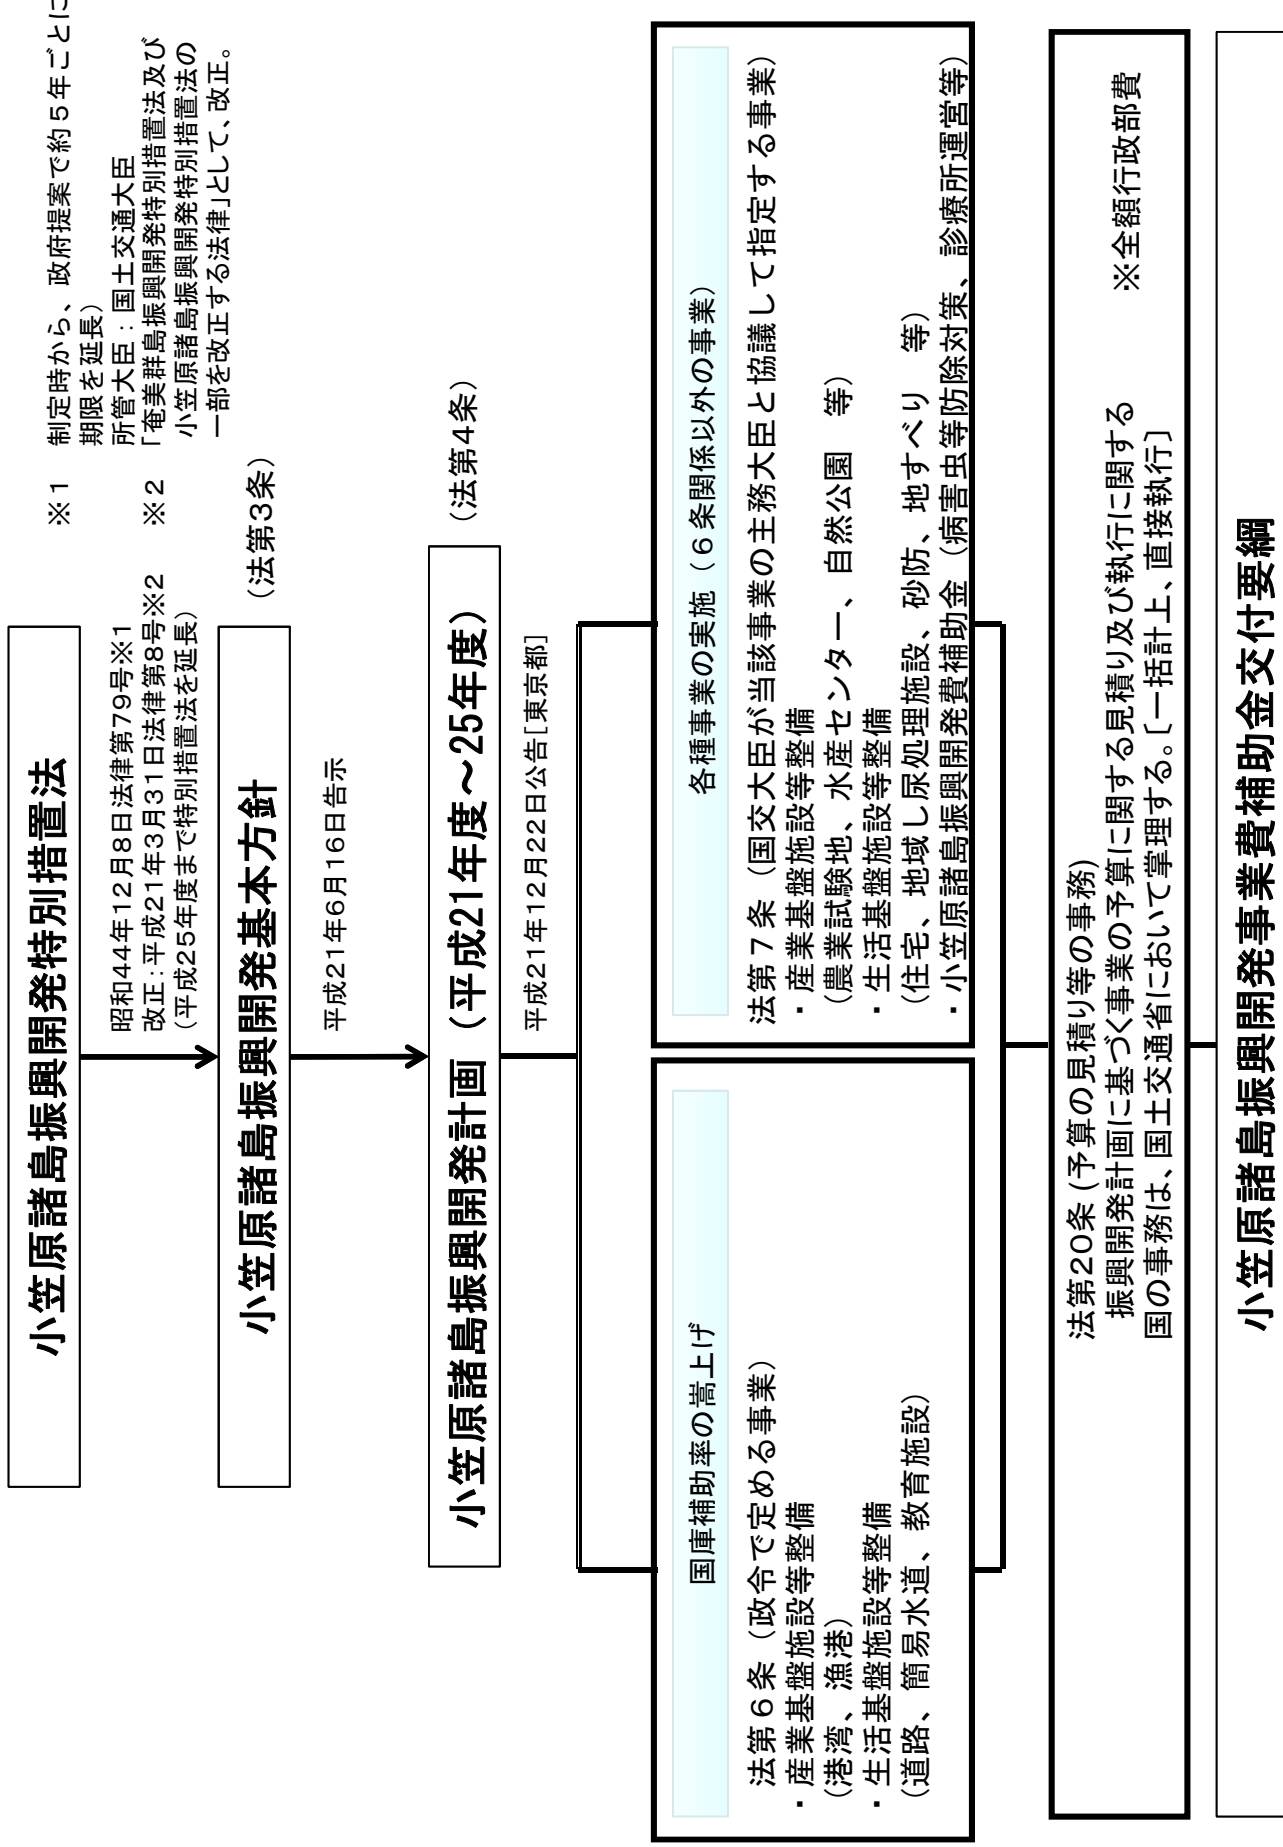 小笠原諸島振興開発特別措置法
昭和44年12月8日法律第79号※1
改正:平成21年3月31日法律第8号※2
(平成25年度まで特別措置法を延長)
※1　制定時から、政府提案で約5年ごとに
期限を延長)
所管大臣：国土交通大臣
※2　「奄美群島振興開発特別措置法及び
小笠原諸島振興開発特別措置法の
一部を改正する法律」として、改正。
小笠原諸島振興開発基本方針
(法第3条)
平成21年6月16日告示
小笠原諸島振興開発計画　(平成21年度～25年度)
(法第4条)
平成21年12月22日公告[東京都]
国庫補助率の嵩上げ
法第6条（政令で定める事業）
・産業基盤施設等整備
(港湾、漁港)
・生活基盤施設等整備
(道路、簡易水道、教育施設)
各種事業の実施（6条関係以外の事業）
法第7条（国交大臣が当該事業の主務大臣と協議して指定する事業）
・産業基盤施設等整備
(農業試験地、水産センター、自然公園　等)
・生活基盤施設等整備
(住宅、地域し尿処理施設、砂防、地すべり　等)
・小笠原諸島振興開発費補助金（病害虫等防除対策、診療所運営等）
法第20条 (予算の見積り等の事務)
※全額行政部費
振興開発計画に基づく事業の予算に関する見積り及び執行に関する
国の事務は、国土交通省において掌理する。〔一括計上、直接執行〕
小笠原諸島振興開発事業費補助金交付要綱